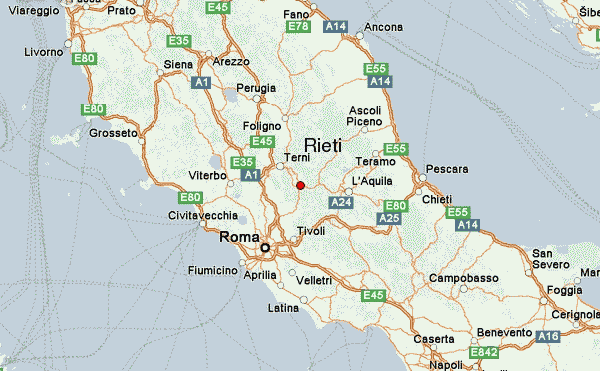 Viareggio
Prato
E45
Fano
Ancona
E78
A14
Livorno
E35
Arezzo
E80
Siena
A1
E55
A14
Perugia
E80
Ascoli
Piceno
Foligno
Grosseto
E45
Rieti
E55
E35
Terni
Teramo
Pescara
Viterbo
A1
L'Aquila
E80
A24
E80
Chieti
Civitavecchia
A25
E55
A14
Roma
Tivoli
San
Severo
Fiumicino
Aprilia
Velletri
Campobasso
Foggia
Latina
E45
Cerignola
Caserta
Benevento
A16
Napoli
E842